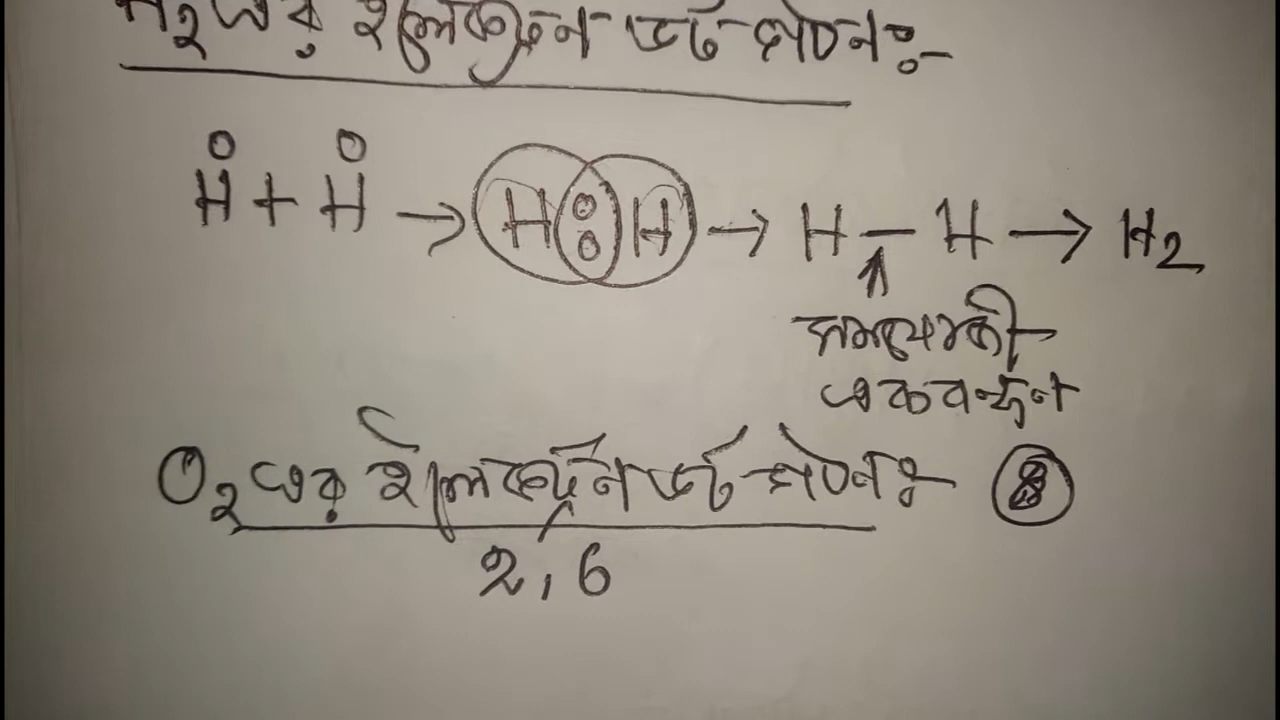 H₂ এর ইলেকট্রন ডট গঠনঃ-
H + H → H : H → H — H → H₂
সমযোজী
একবন্ধন
O₂ এর ইলেকট্রন ডট গঠনঃ- 8
2, 6